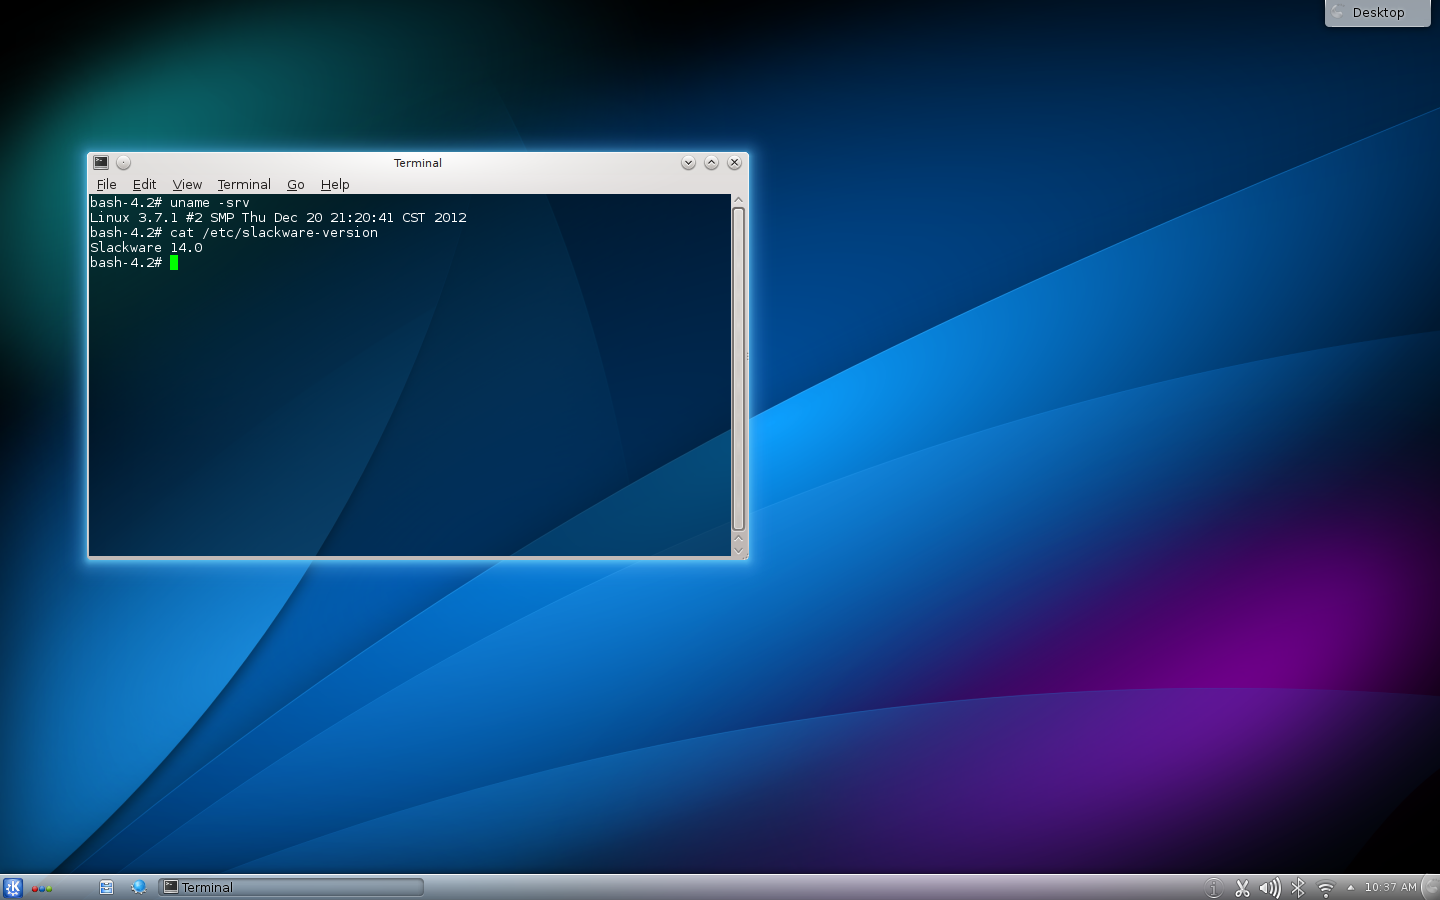 Desktop
Terminal
File Edit View Terminal Go Help
bash-4.2# uname -srv
Linux 3.7.1 #2 SMP Thu Dec 20 21:20:41 CST 2012
bash-4.2# cat /etc/slackware-version
Slackware 14.0
bash-4.2#
Terminal
10:37 AM